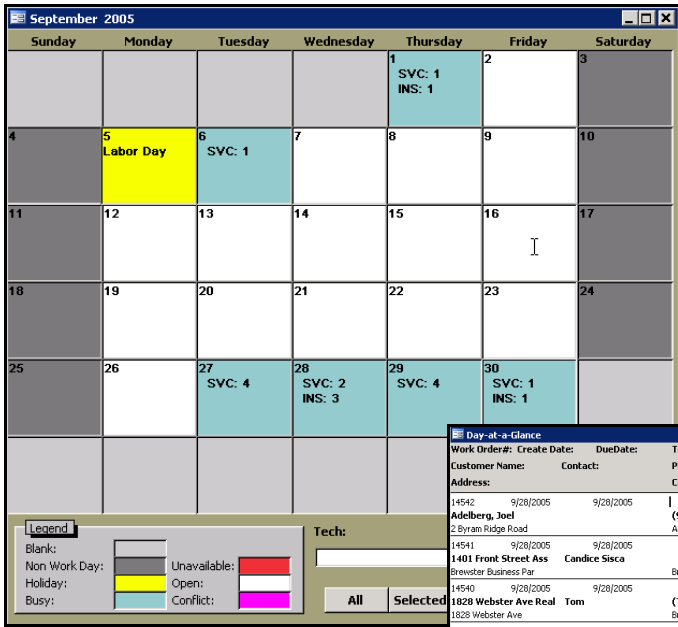 September 2005
Sunday Monday Tuesday Wednesday Thursday Friday Saturday
1 2 3
SVC: 1
INS: 1
4 5 6 7 8 9 10
Labor Day SVC: 1
11 12 13 14 15 16 17
18 19 20 21 22 23 24
25 26 27 28 29 30
SVC: 4 SVC: 2 SVC: 4 SVC: 1
INS: 3 INS: 1
Legend
Blank:
Non Work Day: Unavailable:
Holiday: Open:
Busy: Conflict:
Tech:
All Selected
Day-at-a-Glance
Work Order#: Create Date: DueDate: T
Customer Name: Contact: P
Address: C
14542 9/28/2005 9/28/2005
Adelberg, Joel (9
2 Byram Ridge Road A
14541 9/28/2005 9/28/2005
1401 Front Street Ass Candice Sisca
Brewster Business Par Br
14540 9/28/2005 9/28/2005
1828 Webster Ave Real Tom (7
1828 Webster Ave Br